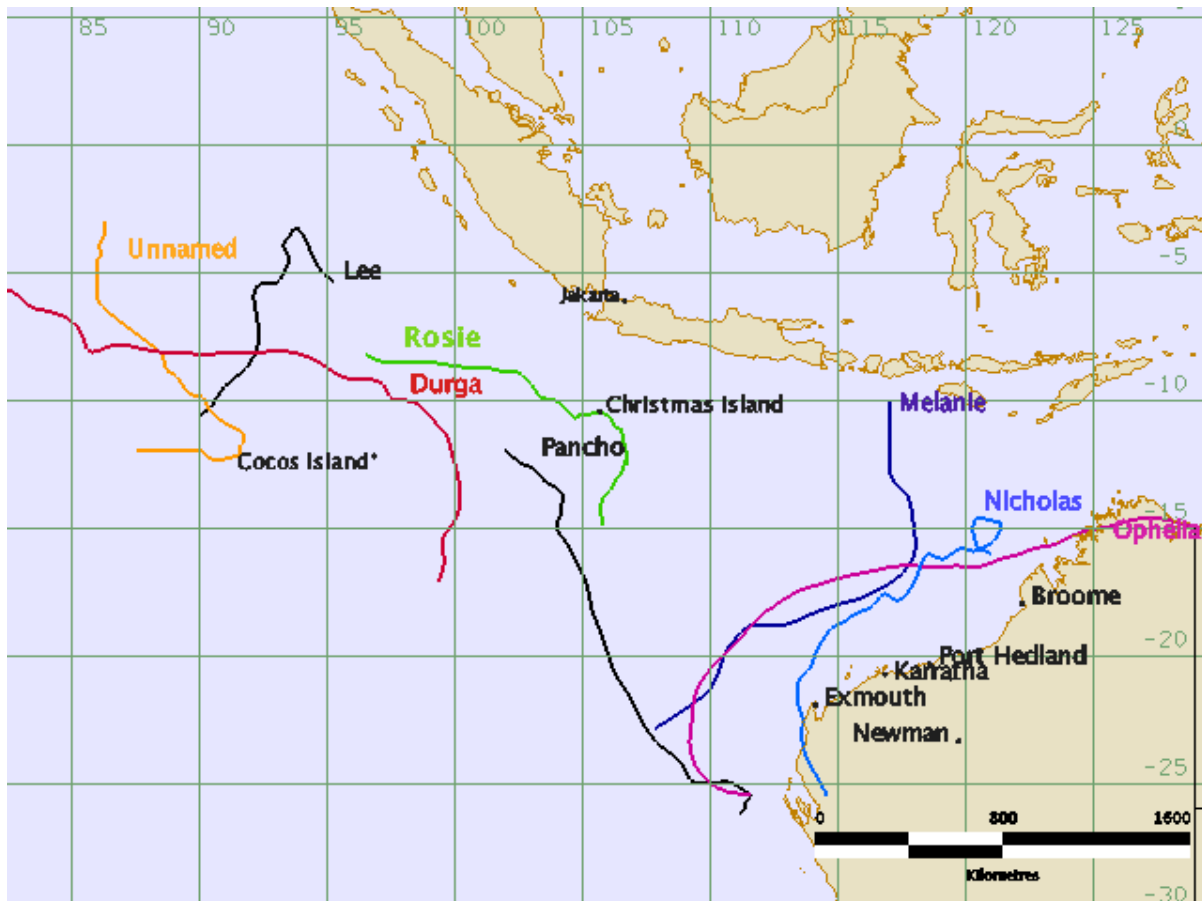 85 90 95 100 105 110 115 120 125
0
Unnamed
-5
Lee
Jakarta
Rosie
Durga
-10
Christmas Island
Melanie
Pancho
Cocos Island*
Nicholas
-15
Ophelia
Broome
-20
Port Hedland
Karratha
Exmouth
Newman
-25
0 800 1600
Kilometres
-30